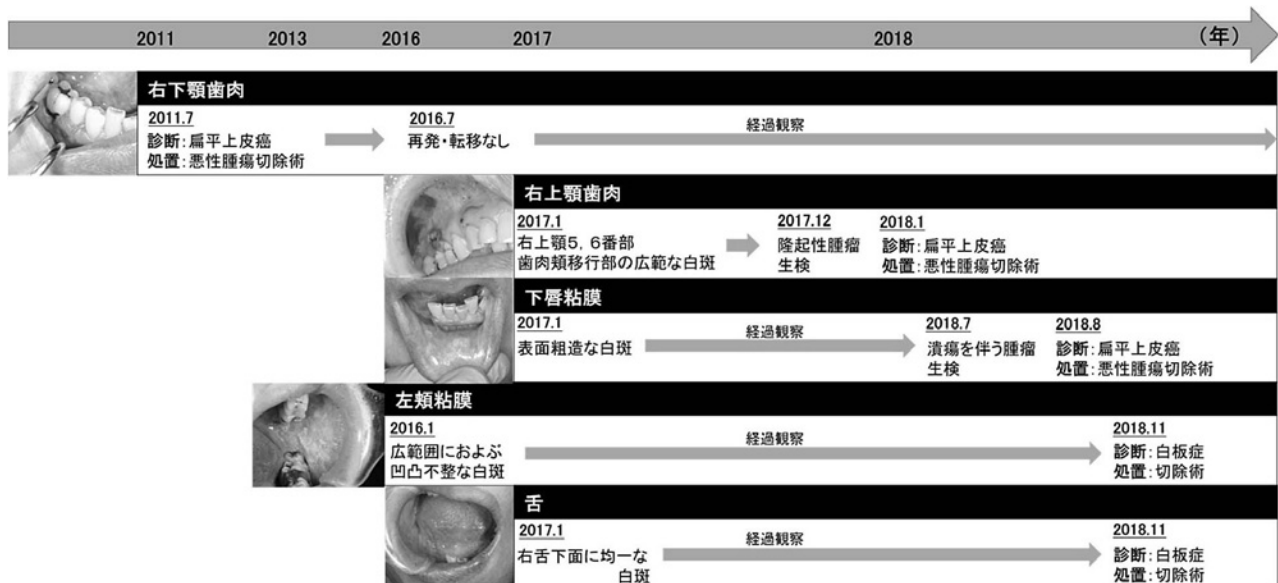 2011 2013 2016 2017 2018 (年)
右下顎歯肉
2011.7
診断:扁平上皮癌
処置:悪性腫瘍切除術
2016.7
再発・転移なし
経過観察
右上顎歯肉
2017.1
右上顎5,6番部
歯肉頰移行部の広範な白斑
2017.12
隆起性腫瘤
生検
2018.1
診断:扁平上皮癌
処置:悪性腫瘍切除術
下唇粘膜
2017.1
表面粗造な白斑
経過観察
2018.7
潰瘍を伴う腫瘤
生検
2018.8
診断:扁平上皮癌
処置:悪性腫瘍切除術
左頰粘膜
2016.1
広範囲におよぶ
凹凸不整な白斑
経過観察
2018.11
診断:白板症
処置:切除術
舌
2017.1
右舌下面に均一な
白斑
経過観察
2018.11
診断:白板症
処置:切除術